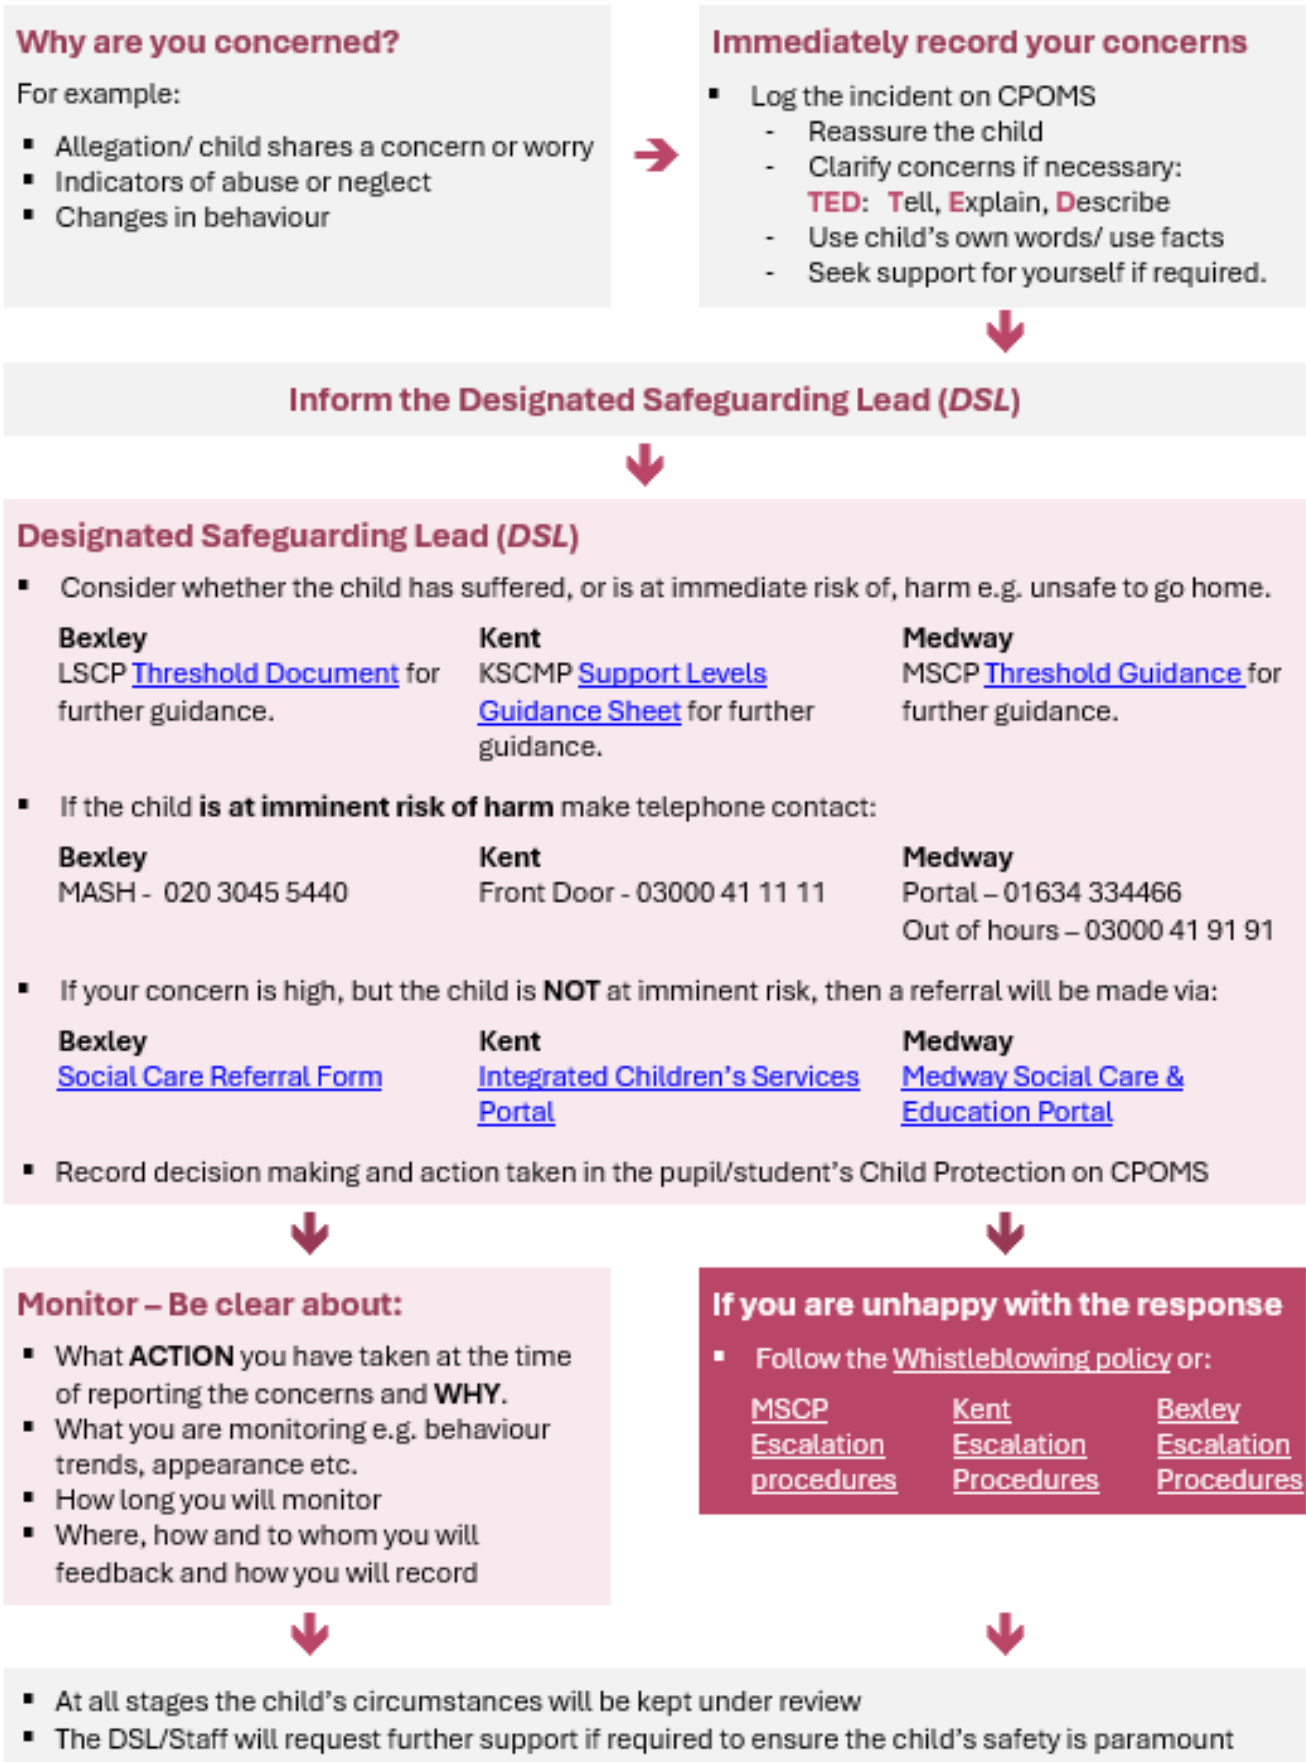 Why are you concerned?
For example:
▪ Allegation/ child shares a concern or worry
▪ Indicators of abuse or neglect
▪ Changes in behaviour
Immediately record your concerns
▪ Log the incident on CPOMS
- Reassure the child
- Clarify concerns if necessary:
TED: Tell, Explain, Describe
- Use child's own words/ use facts
- Seek support for yourself if required.
Inform the Designated Safeguarding Lead (DSL)
Designated Safeguarding Lead (DSL)
▪ Consider whether the child has suffered, or is at immediate risk of, harm e.g. unsafe to go home.
Bexley
LSCP Threshold Document for
further guidance.
Kent
KSCMP Support Levels
Guidance Sheet for further
guidance.
Medway
MSCP Threshold Guidance for
further guidance.
▪ If the child is at imminent risk of harm make telephone contact:
Bexley
MASH - 020 3045 5440
Kent
Front Door - 03000 41 11 11
Medway
Portal – 01634 334466
Out of hours – 03000 41 91 91
▪ If your concern is high, but the child is NOT at imminent risk, then a referral will be made via:
Bexley
Social Care Referral Form
Kent
Integrated Children's Services
Portal
Medway
Medway Social Care &
Education Portal
▪ Record decision making and action taken in the pupil/student's Child Protection on CPOMS
Monitor – Be clear about:
▪ What ACTION you have taken at the time
of reporting the concerns and WHY.
▪ What you are monitoring e.g. behaviour
trends, appearance etc.
▪ How long you will monitor
▪ Where, how and to whom you will
feedback and how you will record
If you are unhappy with the response
▪ Follow the Whistleblowing policy or:
MSCP
Escalation
procedures
Kent
Escalation
Procedures
Bexley
Escalation
Procedures
▪ At all stages the child's circumstances will be kept under review
▪ The DSL/Staff will request further support if required to ensure the child's safety is paramount